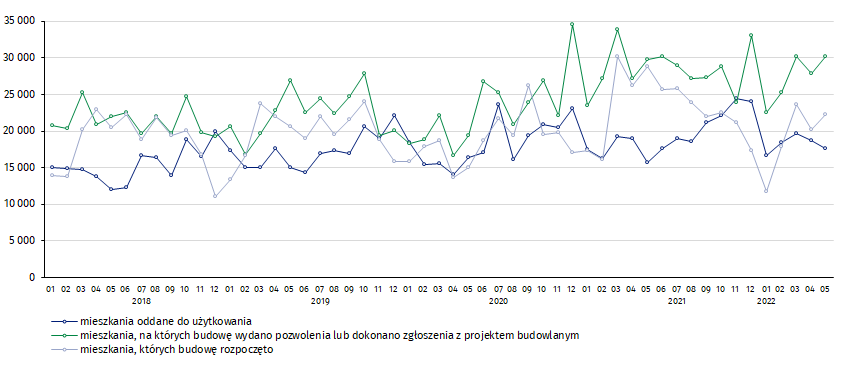 35 000
30 000
25 000
20 000
15 000
10 000
5 000
0
01 02 03 04 05 06 07 08 09 10 11 12 01 02 03 04 05 06 07 08 09 10 11 12 01 02 03 04 05 06 07 08 09 10 11 12 01 02 03 04 05 06 07 08 09 10 11 12 01 02 03 04 05
2018 2019 2020 2021 2022
mieszkania oddane do użytkowania
mieszkania, na których budowę wydano pozwolenia lub dokonano zgłoszenia z projektem budowlanym
mieszkania, których budowę rozpoczęto